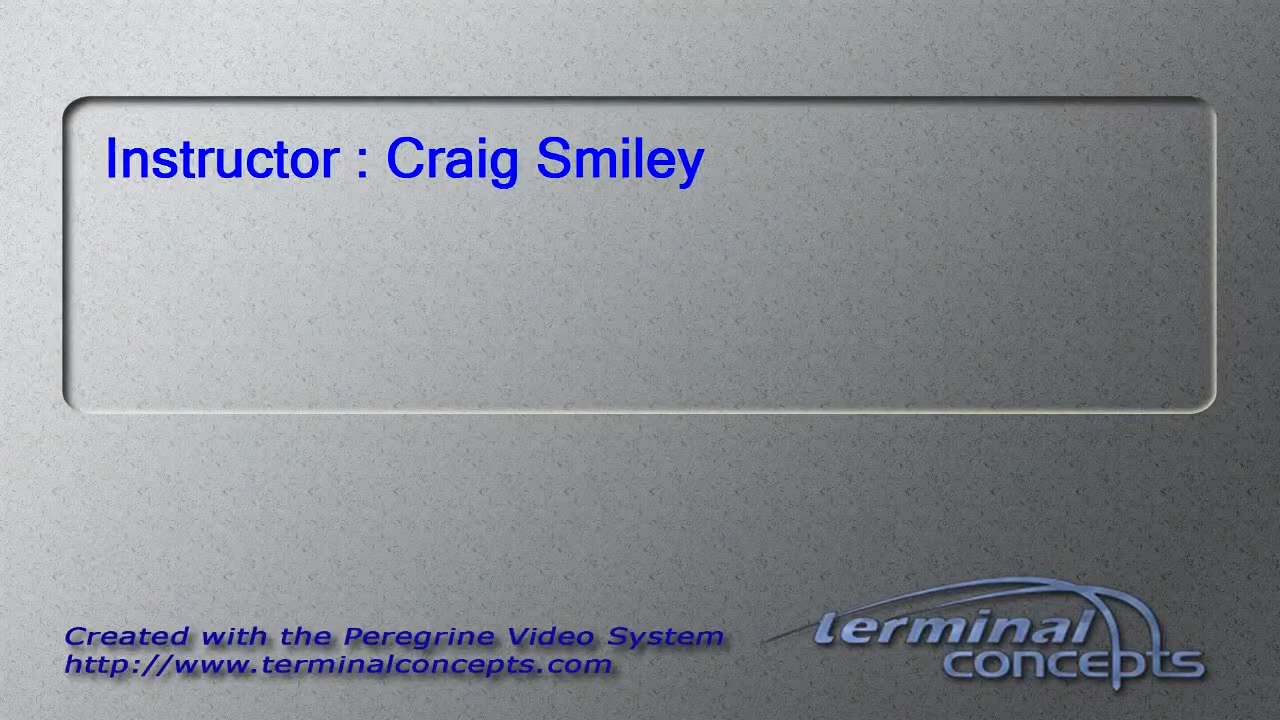 Instructor : Craig Smiley
Created with the Peregrine Video System
http://www.terminalconcepts.com
terminal
concepts